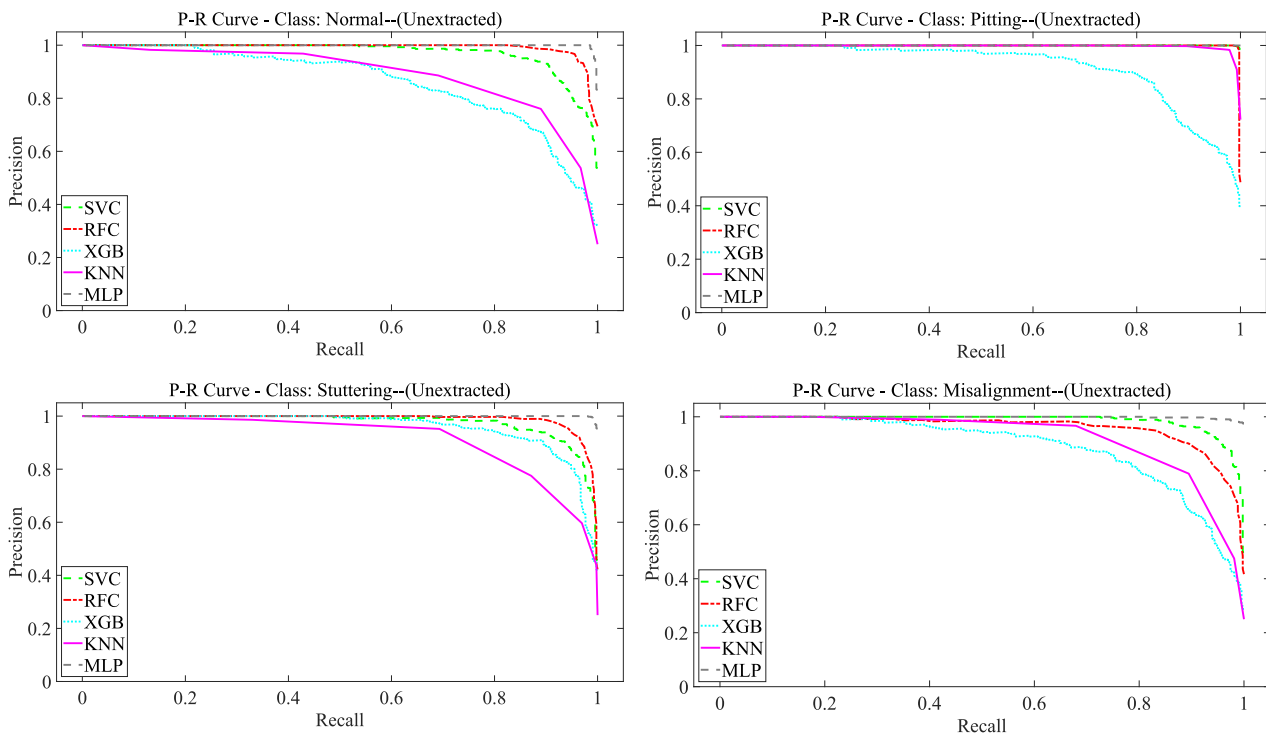 P-R Curve - Class: Normal--(Unextracted)
1
0.8
0.6
0.4
0.2
0
Precision
SVC
RFC
XGB
KNN
MLP
0 0.2 0.4 0.6 0.8 1
Recall
P-R Curve - Class: Pitting--(Unextracted)
1
0.8
0.6
0.4
0.2
0
Precision
SVC
RFC
XGB
KNN
MLP
0 0.2 0.4 0.6 0.8 1
Recall
P-R Curve - Class: Stuttering--(Unextracted)
1
0.8
0.6
0.4
0.2
0
Precision
SVC
RFC
XGB
KNN
MLP
0 0.2 0.4 0.6 0.8 1
Recall
P-R Curve - Class: Misalignment--(Unextracted)
1
0.8
0.6
0.4
0.2
0
Precision
SVC
RFC
XGB
KNN
MLP
0 0.2 0.4 0.6 0.8 1
Recall